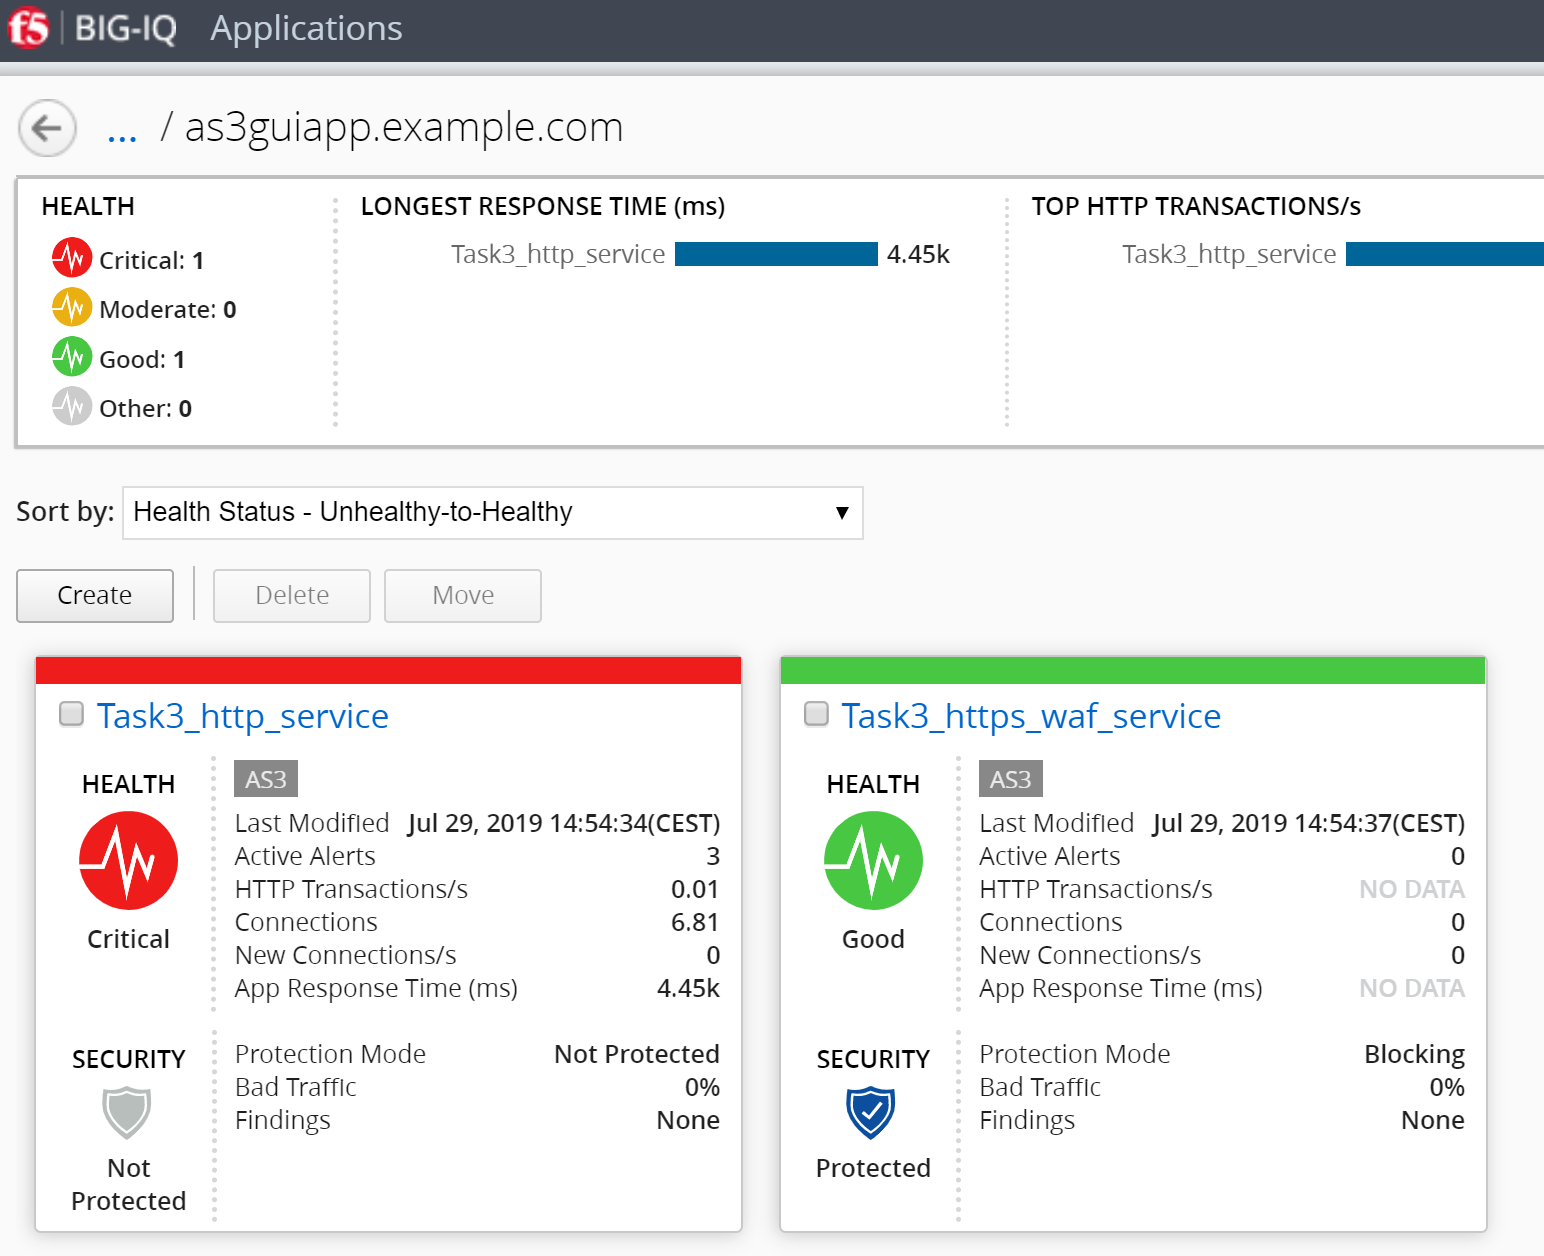 f5 BIG-IQ Applications
... / as3guiapp.example.com
HEALTH
Critical: 1
Moderate: 0
Good: 1
Other: 0
LONGEST RESPONSE TIME (ms)
Task3_http_service 4.45k
TOP HTTP TRANSACTIONS/s
Task3_http_service
Sort by: Health Status - Unhealthy-to-Healthy
Create Delete Move
Task3_http_service
HEALTH
Critical
AS3
Last Modified Jul 29, 2019 14:54:34(CEST)
Active Alerts 3
HTTP Transactions/s 0.01
Connections 6.81
New Connections/s 0
App Response Time (ms) 4.45k
SECURITY
Not
Protected
Protection Mode Not Protected
Bad Traffic 0%
Findings None
Task3_https_waf_service
HEALTH
Good
AS3
Last Modified Jul 29, 2019 14:54:37(CEST)
Active Alerts 0
HTTP Transactions/s NO DATA
Connections 0
New Connections/s 0
App Response Time (ms) NO DATA
SECURITY
Protected
Protection Mode Blocking
Bad Traffic 0%
Findings None